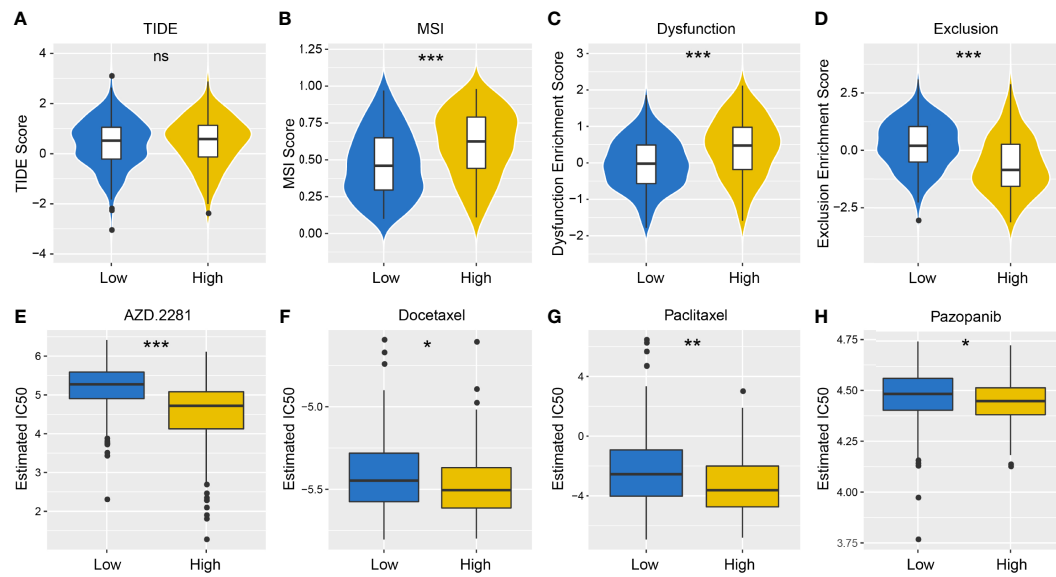 A
TIDE
ns
TIDE Score
4
2
0
−2
−4
Low
High
B
MSI
***
MSI Score
1.25
1.00
0.75
0.50
0.25
0.00
Low
High
C
Dysfunction
***
Dysfunction Enrichment Score
3
2
1
0
−1
−2
Low
High
D
Exclusion
***
Exclusion Enrichment Score
2.5
0.0
−2.5
Low
High
E
AZD.2281
***
Estimated IC50
6
5
4
3
2
Low
High
F
Docetaxel
*
Estimated IC50
−5.0
−5.5
Low
High
G
Paclitaxel
**
Estimated IC50
4
0
−4
Low
High
H
Pazopanib
*
Estimated IC50
4.75
4.50
4.25
4.00
3.75
Low
High